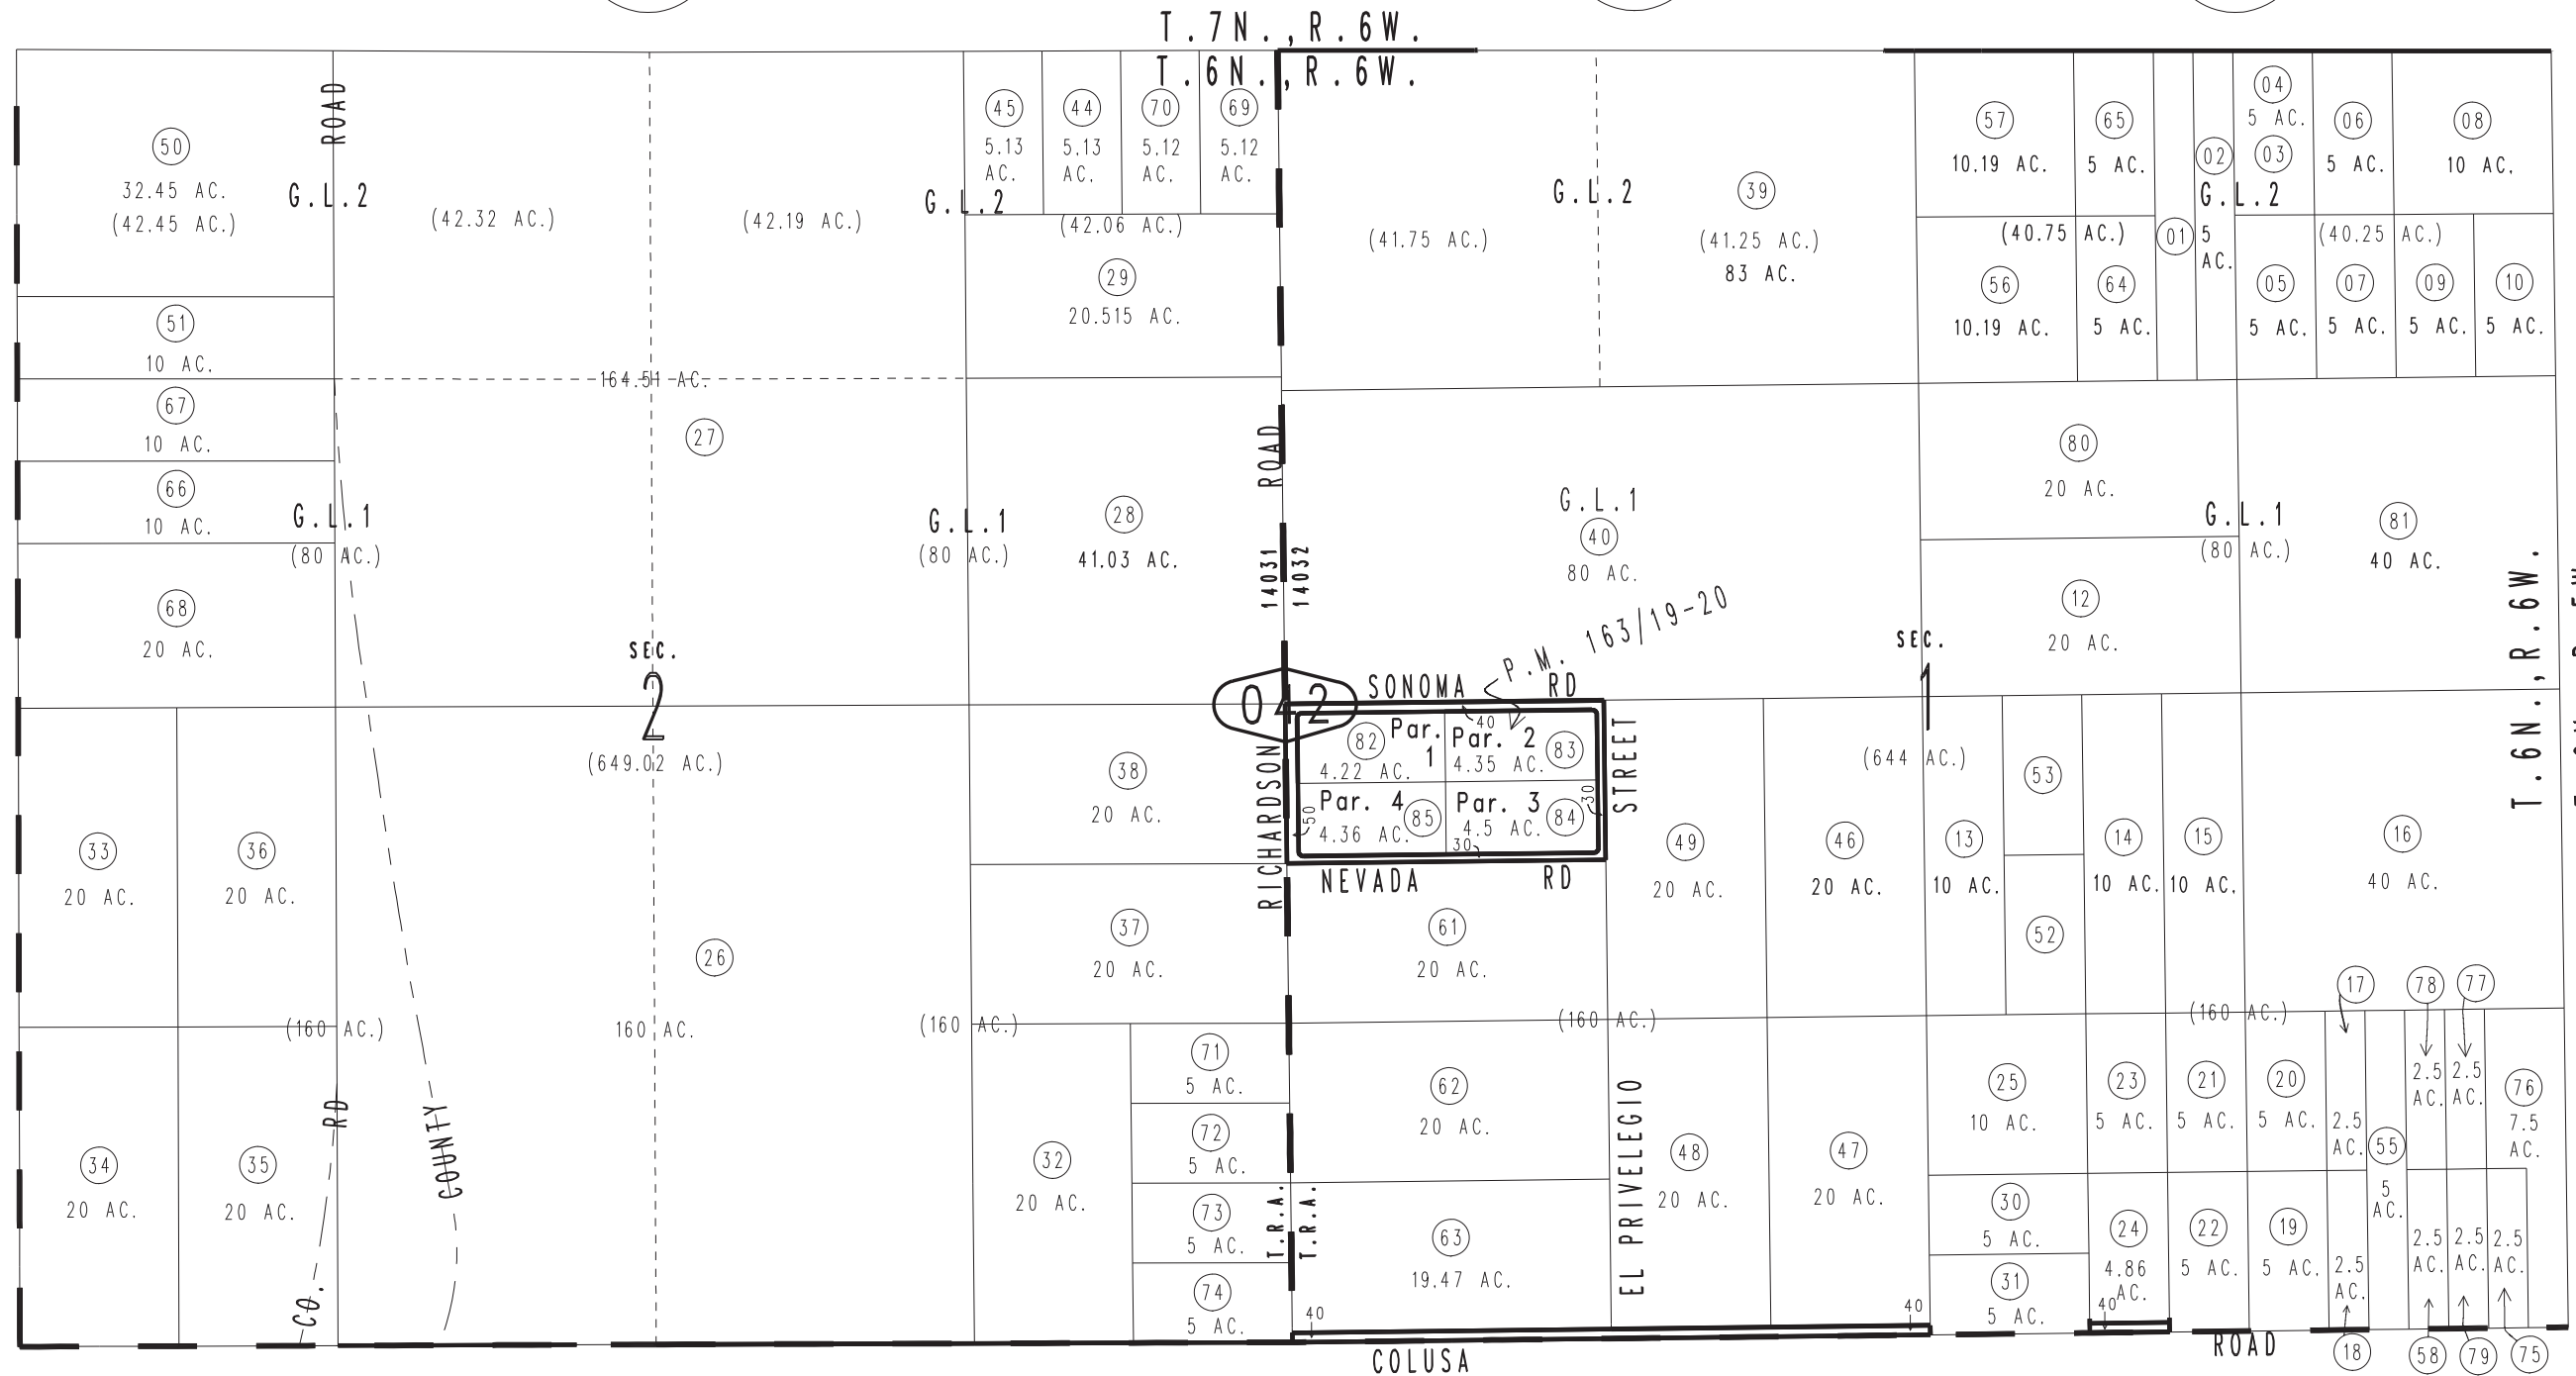 T.7N.,R.6W.
T.6N.,R.6W.
50
32.45 AC.
(42.45 AC.)
ROAD
G.L.2
(42.32 AC.)
(42.19 AC.)
G.L.2
45
5.13
AC.
44
5.13
AC.
70
5.12
AC.
69
5.12
AC.
(42.06 AC.)
29
20.515 AC.
(41.75 AC.)
G.L.2
39
(41.25 AC.)
83 AC.
57
10.19 AC.
65
5 AC.
02
04
5 AC.
03
06
5 AC.
08
10 AC.
G.L.2
(40.75 AC.)
01
5
AC.
(40.25 AC.)
56
10.19 AC.
64
5 AC.
05
5 AC.
07
5 AC.
09
5 AC.
10
5 AC.
51
10 AC.
67
10 AC.
66
10 AC.
68
20 AC.
164.51 AC.
27
G.L.1
(80 AC.)
G.L.1
(80 AC.)
28
41.03 AC.
ROAD
14031
14032
G.L.1
40
80 AC.
P.M. 163/19-20
80
20 AC.
12
20 AC.
G.L.1
(80 AC.)
81
40 AC.
T.6N.,R.6W.
SEC.
2
(649.02 AC.)
SEC.
1
(644 AC.)
042
SONOMA RD
40
82
Par.
1
4.22 AC.
Par. 2
83
4.35 AC.
Par. 4
85
4.36 AC.
50
Par. 3
84
4.5 AC.
30
30
NEVADA RD
RICHARDSON
STREET
33
20 AC.
36
20 AC.
38
20 AC.
37
20 AC.
26
160 AC.
(160 AC.)
(160 AC.)
61
20 AC.
(160 AC.)
49
20 AC.
46
20 AC.
13
10 AC.
53
52
14
10 AC.
15
10 AC.
16
40 AC.
(160 AC.)
17
78
77
34
20 AC.
35
20 AC.
CO. RD
COUNTY
32
20 AC.
71
5 AC.
72
5 AC.
73
5 AC.
74
5 AC.
T.R.A.
T.R.A.
62
20 AC.
63
19.47 AC.
EL PRIVELEGIO
48
20 AC.
47
20 AC.
25
10 AC.
30
5 AC.
31
5 AC.
23
5 AC.
24
4.86
AC.
21
5 AC.
22
5 AC.
20
5 AC.
19
5 AC.
2.5
AC.
2.5
AC.
55
5
AC.
2.5
AC.
2.5
AC.
76
7.5
AC.
2.5
AC.
2.5
AC.
2.5
AC.
40
40
40
COLUSA ROAD
18
58
79
75